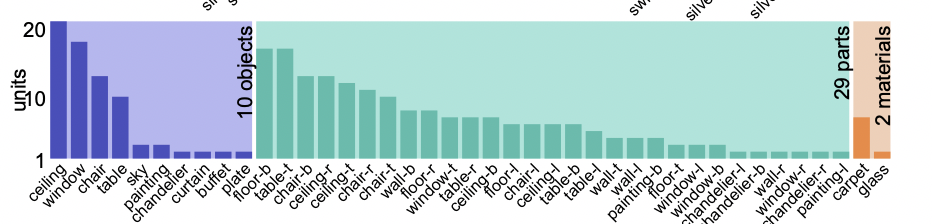 units
20
10
1
10 objects
29 parts
2 materials
ceiling
window
chair
table
sky
painting
chandelier
curtain
buffet
plate
floor-b
table-t
chair-b
ceiling-r
ceiling-t
chair-r
chair-t
wall-b
floor-r
window-t
table-r
ceiling-b
floor-l
chair-l
ceiling-l
table-b
table-l
wall-t
wall-l
painting-b
floor-t
window-l
window-b
chandelier-l
handelier-b
wall-r
window-r
chandelier-r
painting-l
carpet
glass